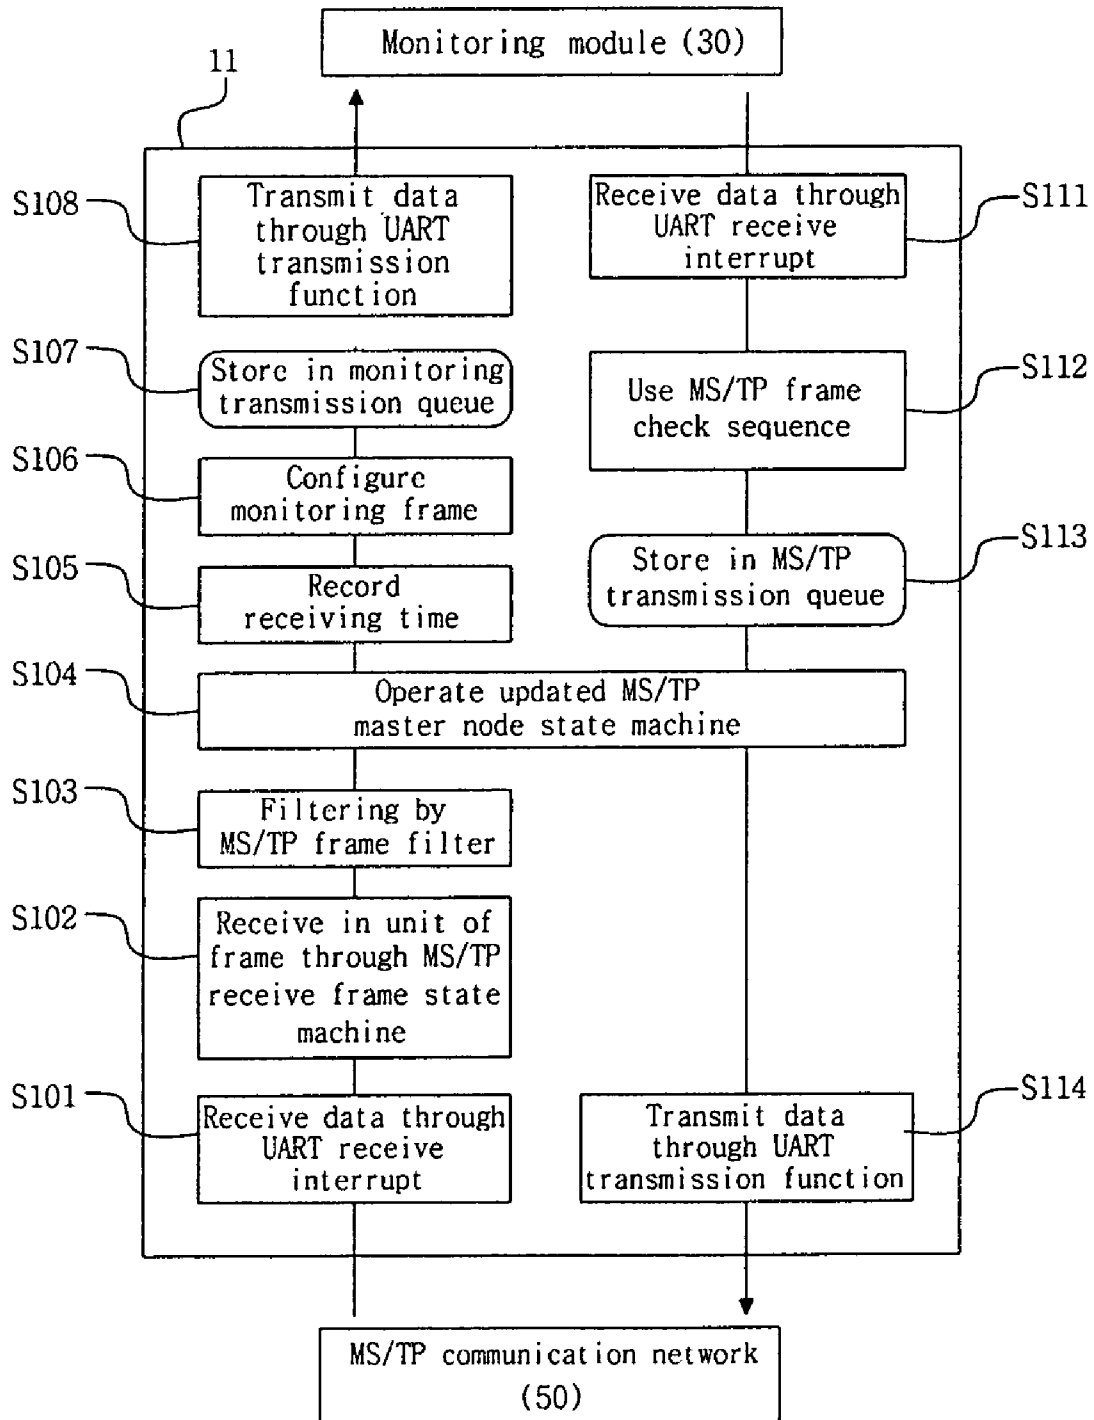 Monitoring module (30)
11
S108
Transmit data
through UART
transmission
function
S107
Store in monitoring
transmission queue
S106
Configure
monitoring frame
S105
Record
receiving time
S104
Operate updated MS/TP
master node state machine
S103
Filtering by
MS/TP frame filter
S102
Receive in unit of
frame through MS/TP
receive frame state
machine
S101
Receive data through
UART receive
interrupt
Receive data through
UART receive
interrupt
S111
Use MS/TP frame
check sequence
S112
Store in MS/TP
transmission queue
S113
Transmit data
through UART
transmission function
S114
MS/TP communication network
(50)